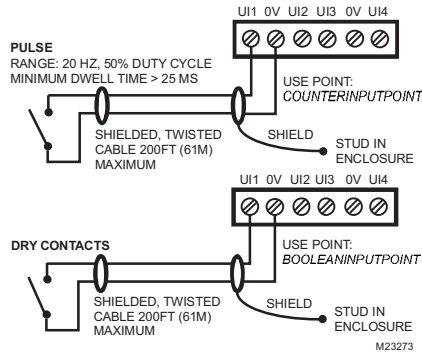 UI1 0V UI2 UI3 0V UI4
PULSE
RANGE: 20 HZ, 50% DUTY CYCLE
MINIMUM DWELL TIME > 25 MS
USE POINT:
COUNTERINPUTPOINT
SHIELDED, TWISTED
CABLE 200FT (61M)
MAXIMUM
SHIELD
STUD IN
ENCLOSURE
UI1 0V UI2 UI3 0V UI4
DRY CONTACTS
USE POINT:
BOOLEANINPUTPOINT
SHIELDED, TWISTED
CABLE 200FT (61M)
MAXIMUM
SHIELD
STUD IN
ENCLOSURE
M23273